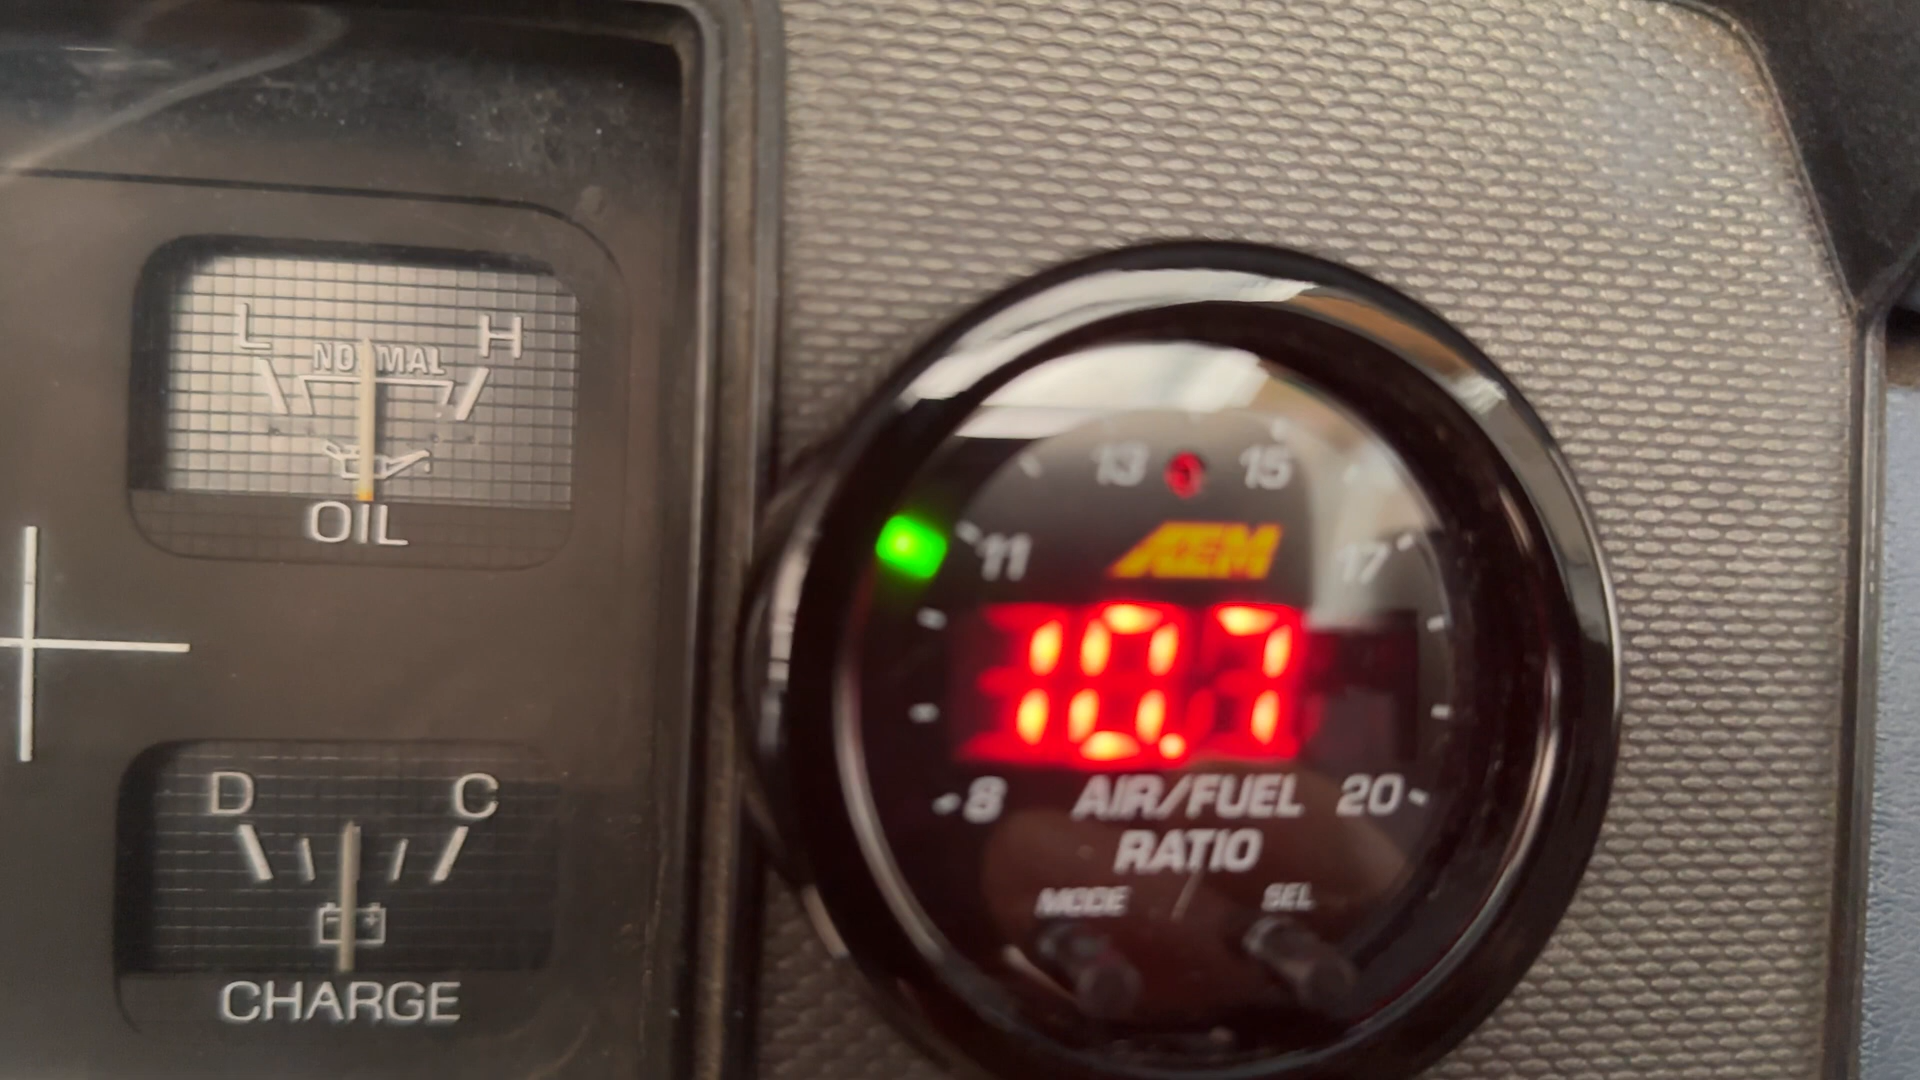 L H
NORMAL
OIL
D C
CHARGE
13 15
11 17
AEM
10.7
8 20
AIR/FUEL
RATIO
MODE SEL